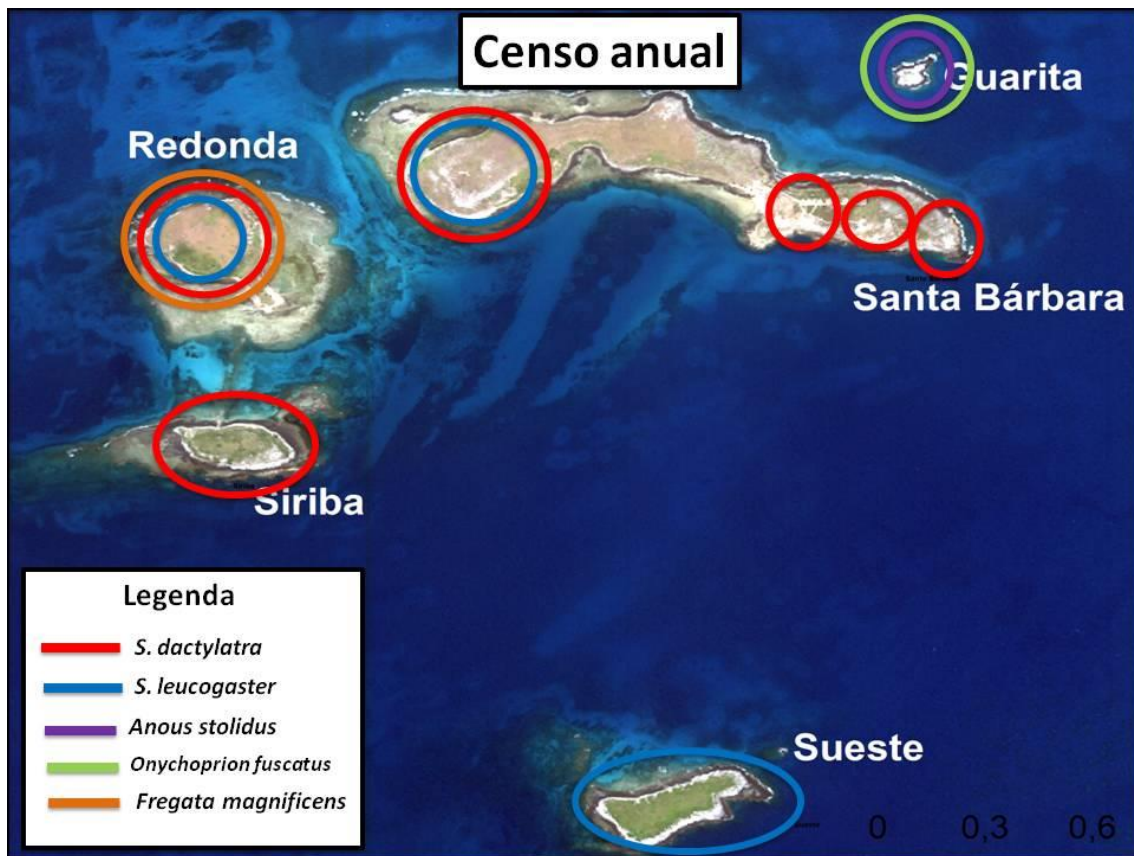 Censo anual
Guarita
Redonda
Santa Bárbara
Siriba
Legenda
S. dactylatra
S. leucogaster
Anous stolidus
Onychoprion fuscatus
Fregata magnificens
Sueste
0 0,3 0,6